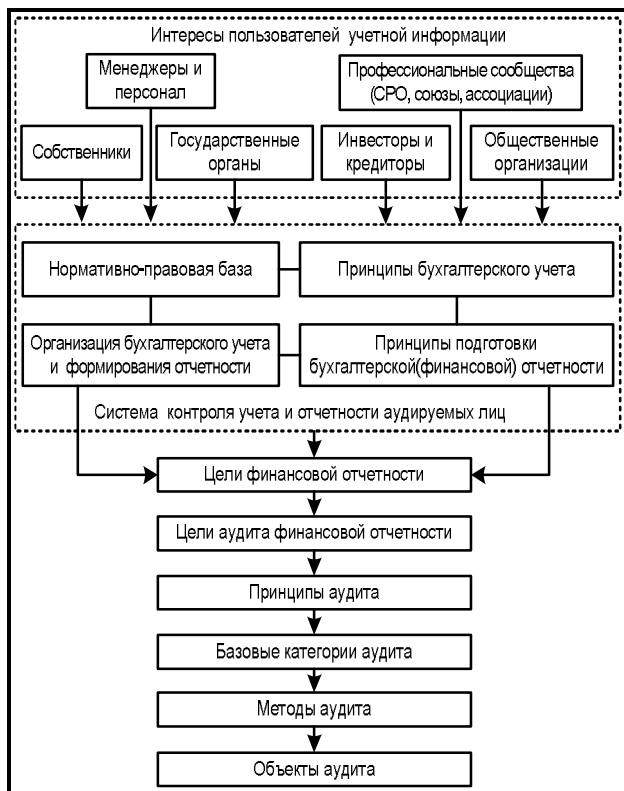 Интересы пользователей учетной информации
Менеджеры и
персонал
Профессиональные сообщества
(СРО, союзы, ассоциации)
Собственники
Государственные
органы
Инвесторы и
кредиторы
Общественные
организации
Нормативно-правовая база
Принципы бухгалтерского учета
Организация бухгалтерского учета
и формирования отчетности
Принципы подготовки
бухгалтерской(финансовой) отчетности
Система контроля учета и отчетности аудируемых лиц
Цели финансовой отчетности
Цели аудита финансовой отчетности
Принципы аудита
Базовые категории аудита
Методы аудита
Объекты аудита